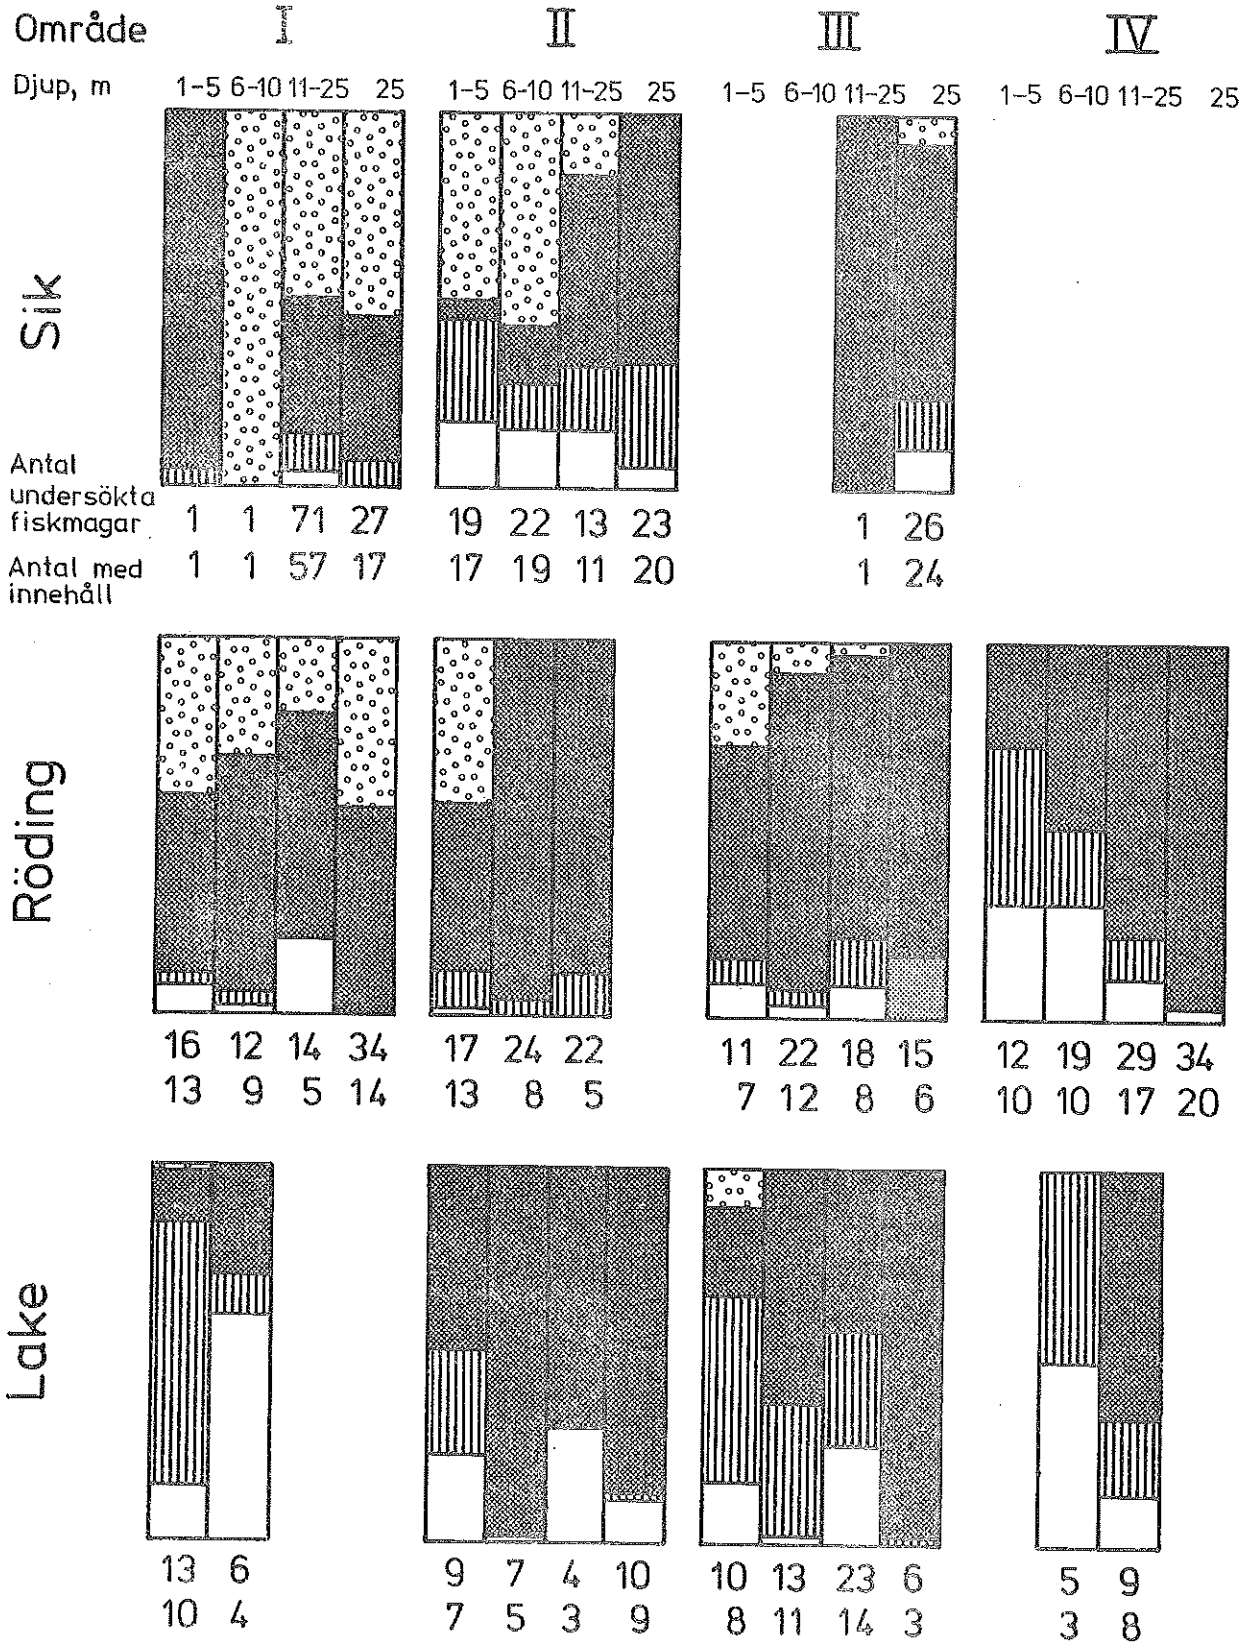 Område I II III IV
Djup, m 1-5 6-10 11-25 25 1-5 6-10 11-25 25 1-5 6-10 11-25 25 1-5 6-10 11-25 25
Sik
Antal
undersökta
fiskmagar 1 1 71 27 19 22 13 23 1 26
Antal med 1 1 57 17 17 19 11 20 1 24
innehåll
Röding
16 12 14 34 17 24 22 11 22 18 15 12 19 29 34
13 9 5 14 13 8 5 7 12 8 6 10 10 17 20
Lake
13 6 9 7 4 10 10 13 23 6 5 9
10 4 7 5 3 9 8 11 14 3 3 8